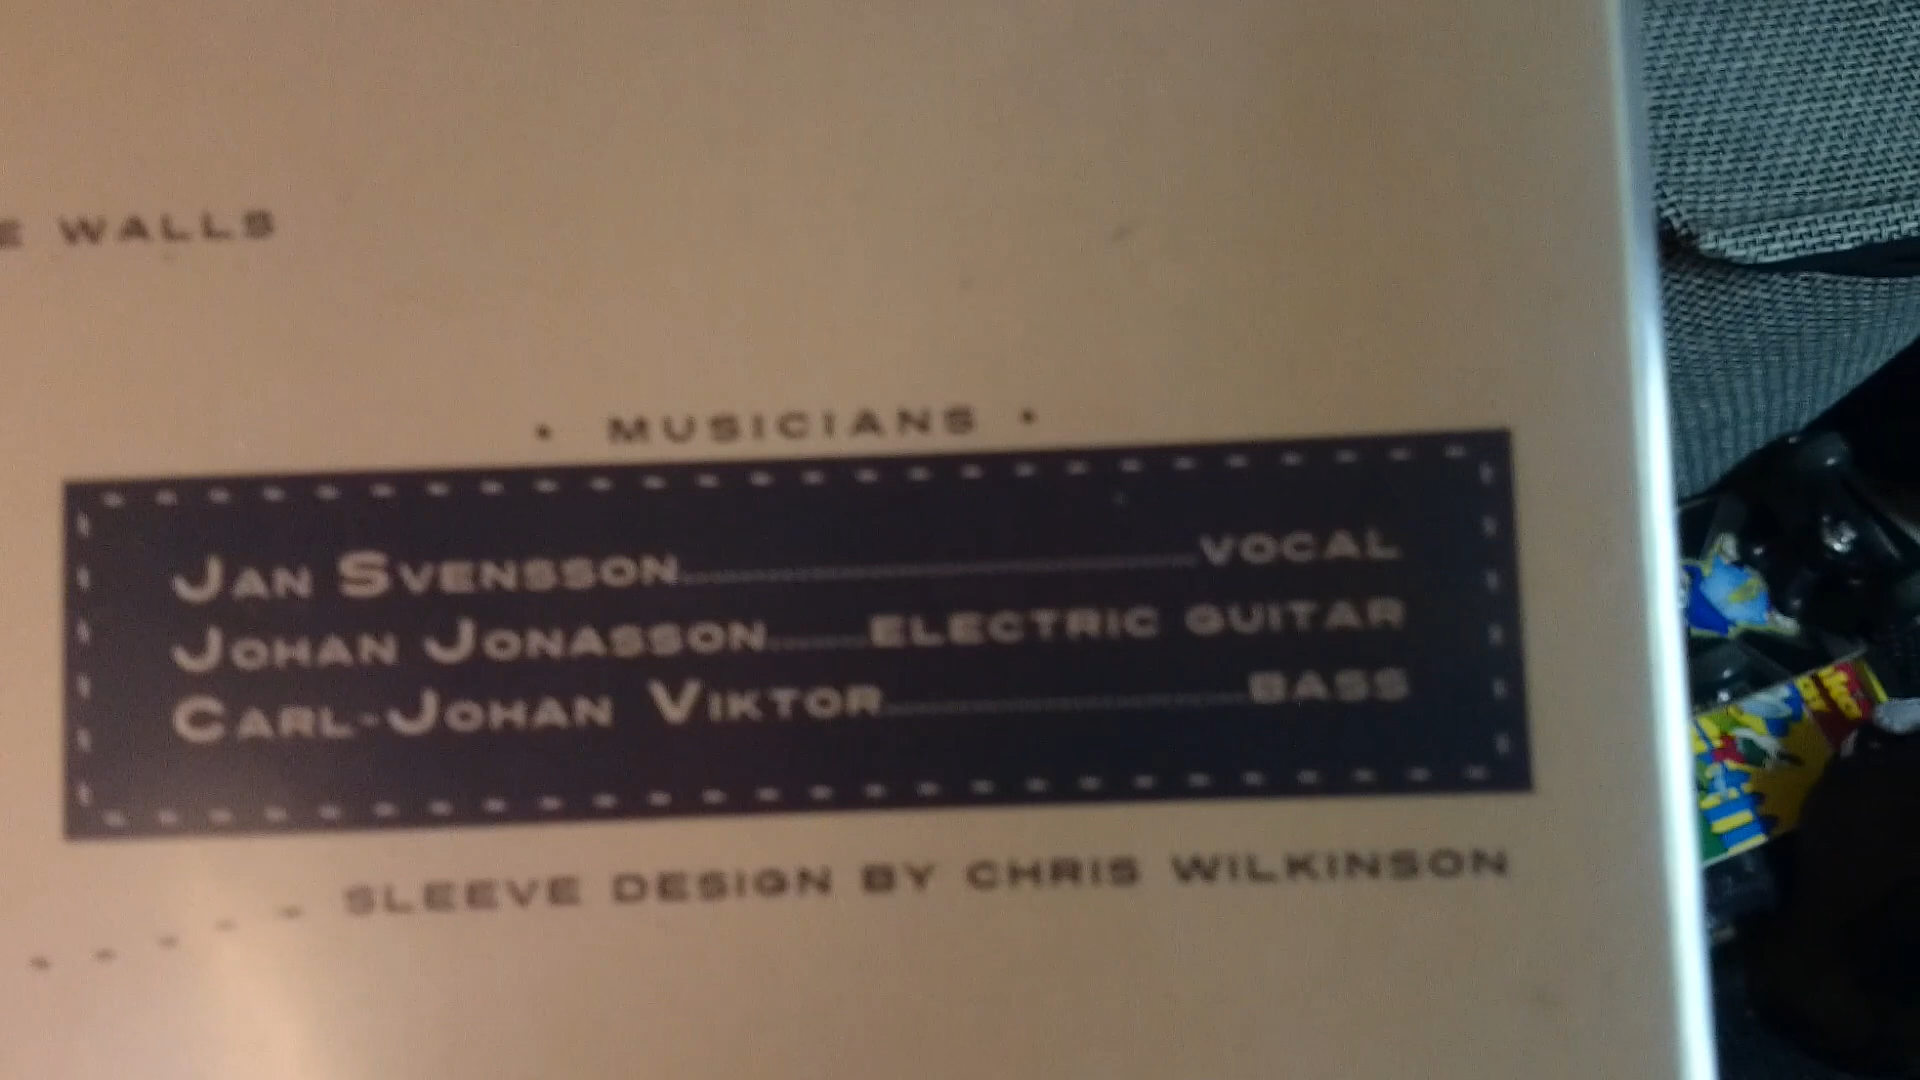 E WALLS
• MUSICIANS •
JAN SVENSSON..........VOCAL
JOHAN JONASSON.....ELECTRIC GUITAR
CARL-JOHAN VIKTOR..........BASS
SLEEVE DESIGN BY CHRIS WILKINSON